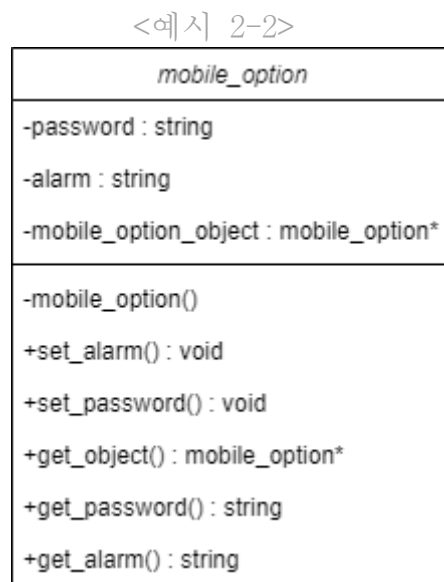 <예시 2-2>
mobile_option
-password : string
-alarm : string
-mobile_option_object : mobile_option*
-mobile_option()
+set_alarm() : void
+set_password() : void
+get_object() : mobile_option*
+get_password() : string
+get_alarm() : string